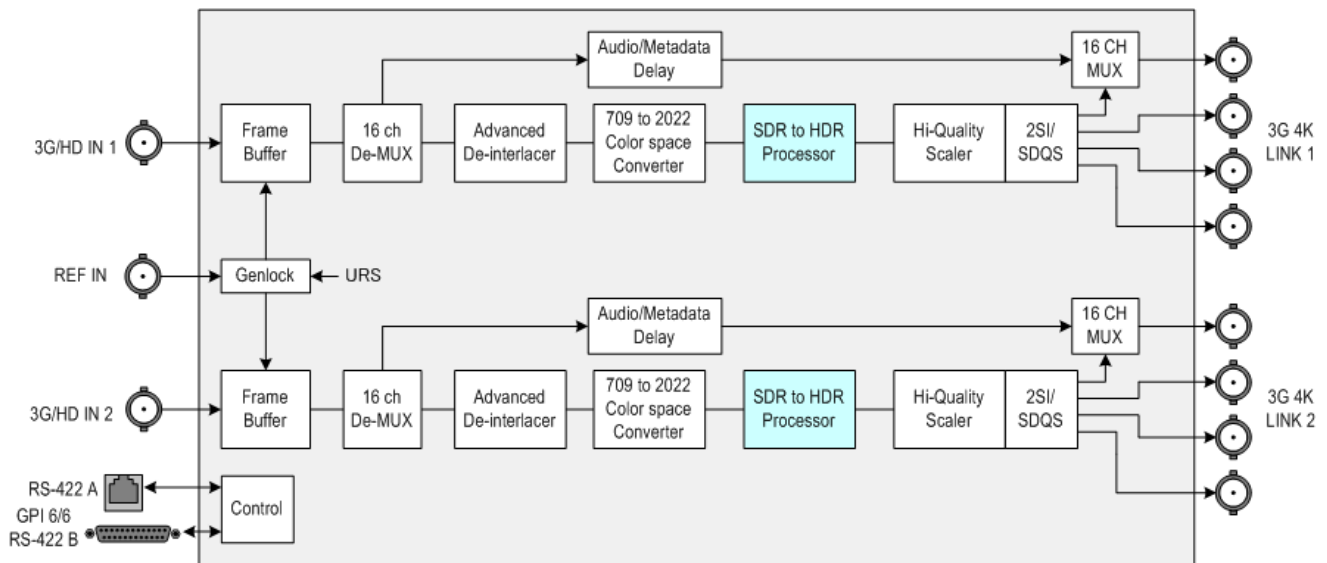 Audio/Metadata
Delay
16 CH
MUX
3G/HD IN 1
Frame
Buffer
16 ch
De-MUX
Advanced
De-interlacer
709 to 2022
Color space
Converter
SDR to HDR
Processor
Hi-Quality
Scaler
2SI/
SDQS
3G 4K
LINK 1
REF IN
Genlock
URS
Audio/Metadata
Delay
16 CH
MUX
3G/HD IN 2
Frame
Buffer
16 ch
De-MUX
Advanced
De-interlacer
709 to 2022
Color space
Converter
SDR to HDR
Processor
Hi-Quality
Scaler
2SI/
SDQS
3G 4K
LINK 2
RS-422 A
GPI 6/6
RS-422 B
Control